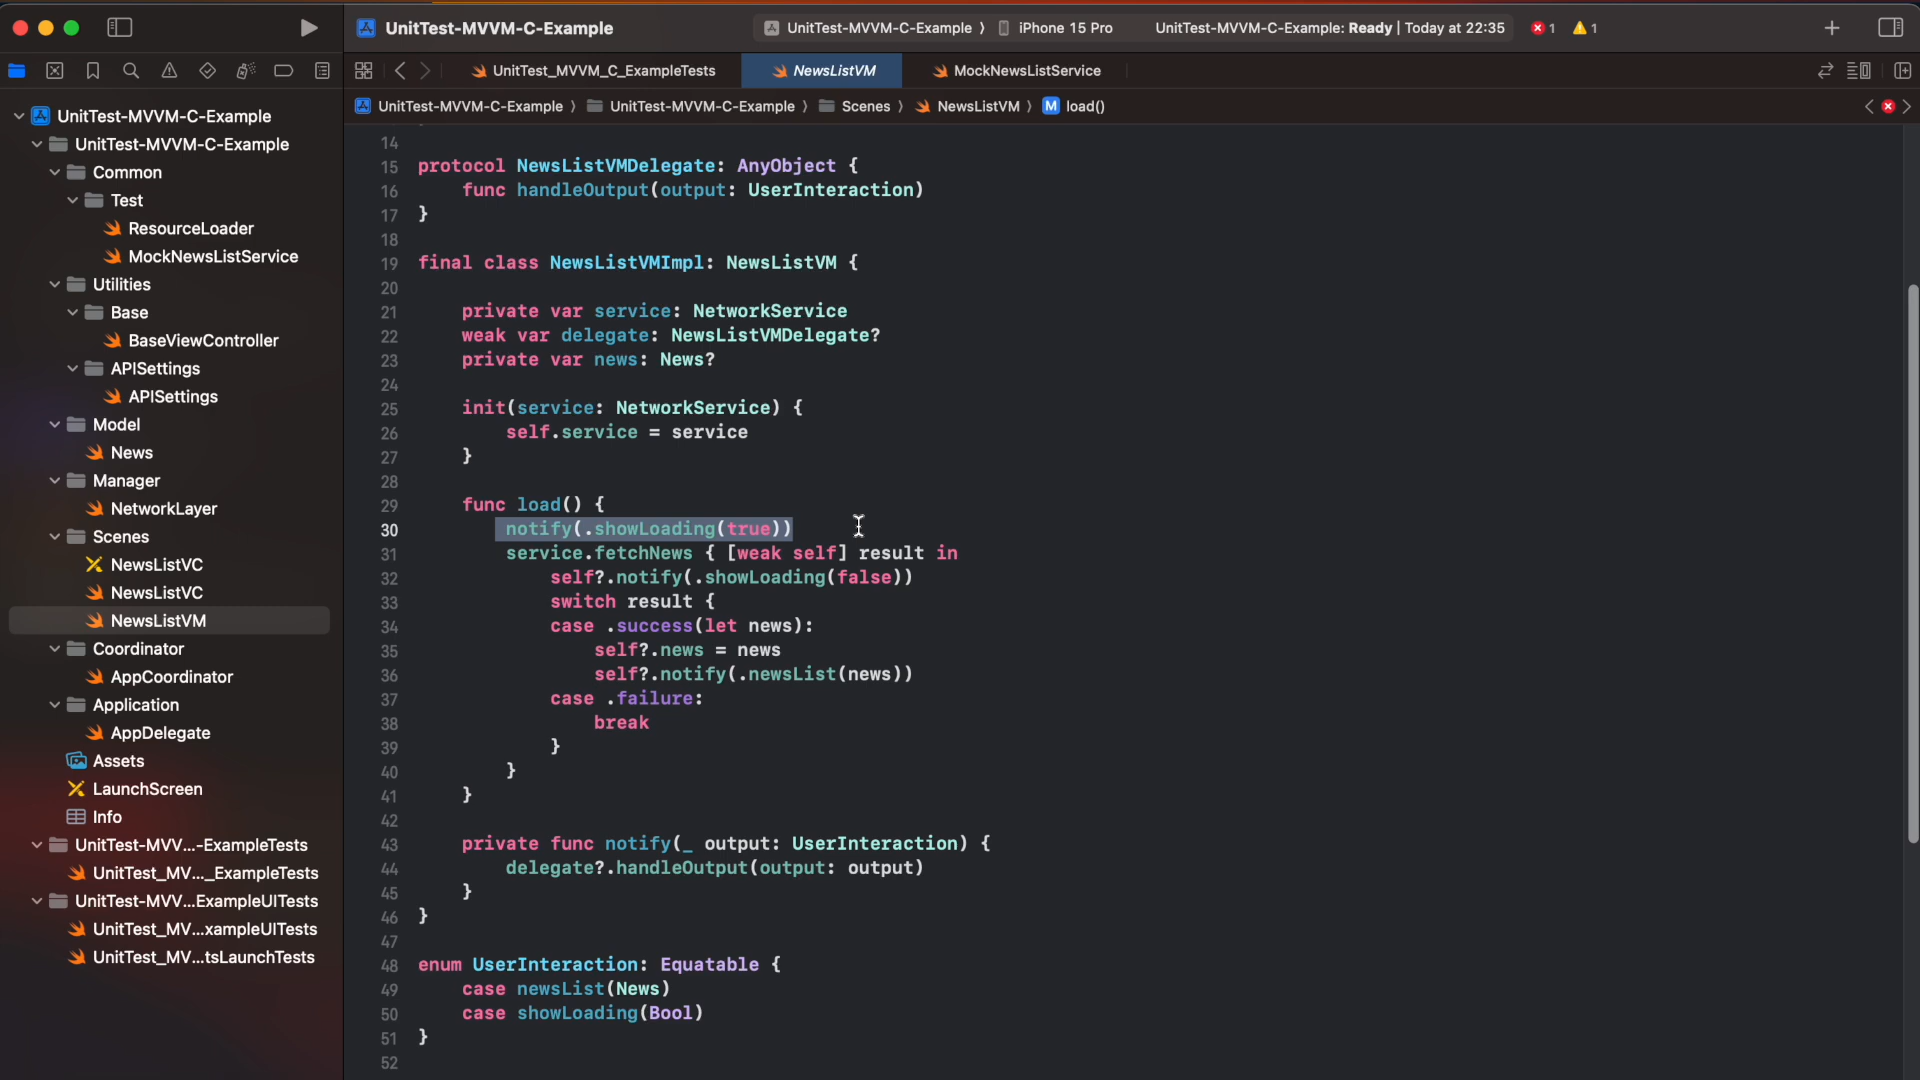 UnitTest-MVVM-C-Example
UnitTest-MVVM-C-Example 〉 iPhone 15 Pro
UnitTest-MVVM-C-Example: Ready | Today at 22:35
1
1
UnitTest_MVVM_C_ExampleTests
NewsListVM
MockNewsListService
UnitTest-MVVM-C-Example 〉 UnitTest-MVVM-C-Example 〉 Scenes 〉 NewsListVM 〉 M load()
UnitTest-MVVM-C-Example
UnitTest-MVVM-C-Example
Common
Test
ResourceLoader
MockNewsListService
Utilities
Base
BaseViewController
APISettings
APISettings
Model
News
Manager
NetworkLayer
Scenes
NewsListVC
NewsListVC
NewsListVM
Coordinator
AppCoordinator
Application
AppDelegate
Assets
LaunchScreen
Info
UnitTest-MVV...-ExampleTests
UnitTest_MV..._ExampleTests
UnitTest-MVV...ExampleUITests
UnitTest_MV...xampleUITests
UnitTest_MV...tsLaunchTests
14
15 protocol NewsListVMDelegate: AnyObject {
16     func handleOutput(output: UserInteraction)
17 }
18
19 final class NewsListVMImpl: NewsListVM {
20
21     private var service: NetworkService
22     weak var delegate: NewsListVMDelegate?
23     private var news: News?
24
25     init(service: NetworkService) {
26         self.service = service
27     }
28
29     func load() {
30         notify(.showLoading(true))
31         service.fetchNews { [weak self] result in
32             self?.notify(.showLoading(false))
33             switch result {
34             case .success(let news):
35                 self?.news = news
36                 self?.notify(.newsList(news))
37             case .failure:
38                 break
39             }
40         }
41     }
42
43     private func notify(_ output: UserInteraction) {
44         delegate?.handleOutput(output: output)
45     }
46 }
47
48 enum UserInteraction: Equatable {
49     case newsList(News)
50     case showLoading(Bool)
51 }
52